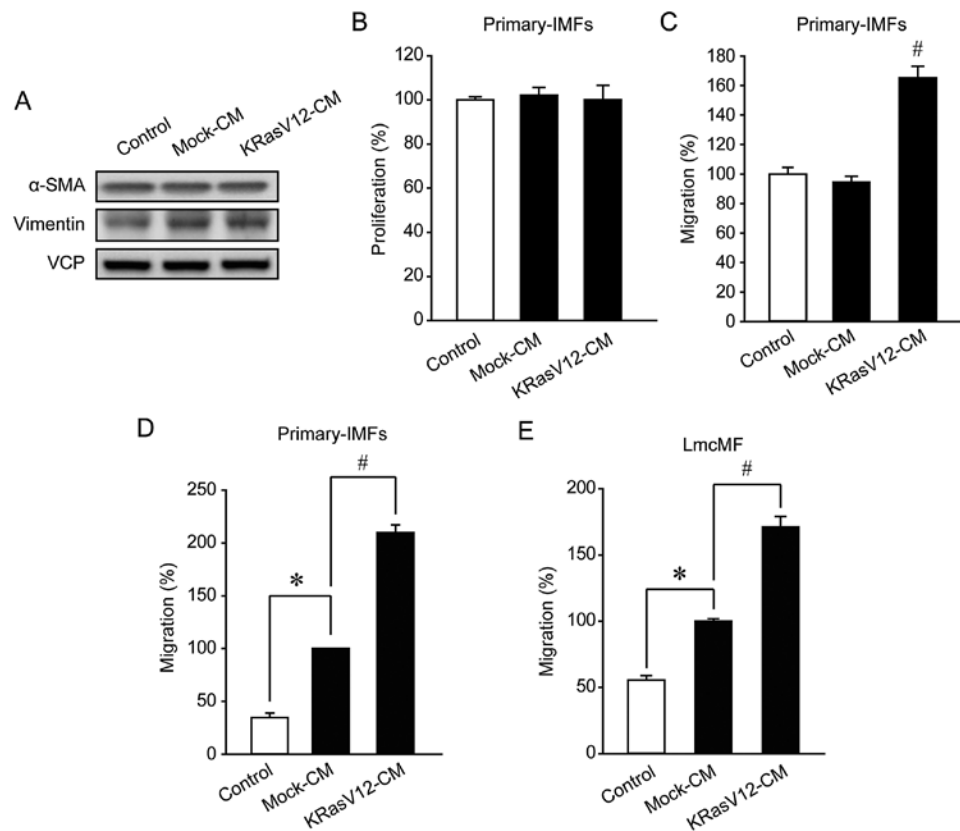 A
Control
Mock-CM
KRasV12-CM
α-SMA
Vimentin
VCP
B
Primary-IMFs
Proliferation (%)
120
100
80
60
40
20
0
Control
Mock-CM
KRasV12-CM
C
Primary-IMFs
#
Migration (%)
180
160
140
120
100
80
60
40
20
0
Control
Mock-CM
KRasV12-CM
D
Primary-IMFs
#
*
Migration (%)
250
200
150
100
50
0
Control
Mock-CM
KRasV12-CM
E
LmcMF
#
*
Migration (%)
200
150
100
50
0
Control
Mock-CM
KRasV12-CM